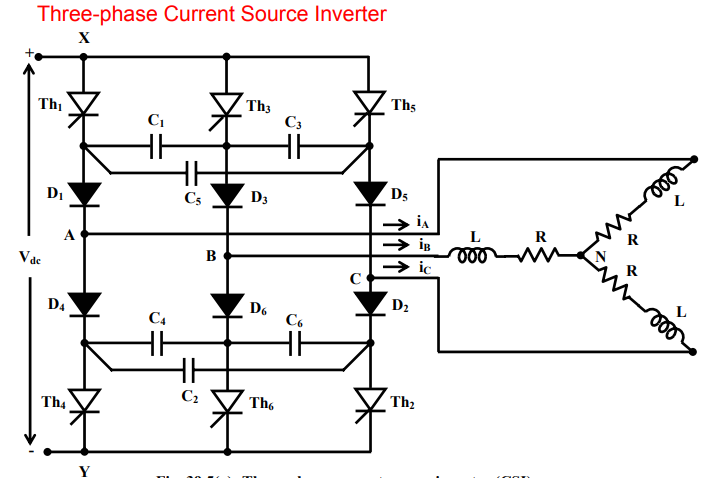 Three-phase Current Source Inverter
X
+
Th1
Th3
Th5
C1
C3
C5
D1
D3
D5
iA
A
iB
B
iC
C
L
R
N
R
L
R
L
Vdc
D4
D6
D2
C4
C6
C2
Th4
Th6
Th2
-
Y